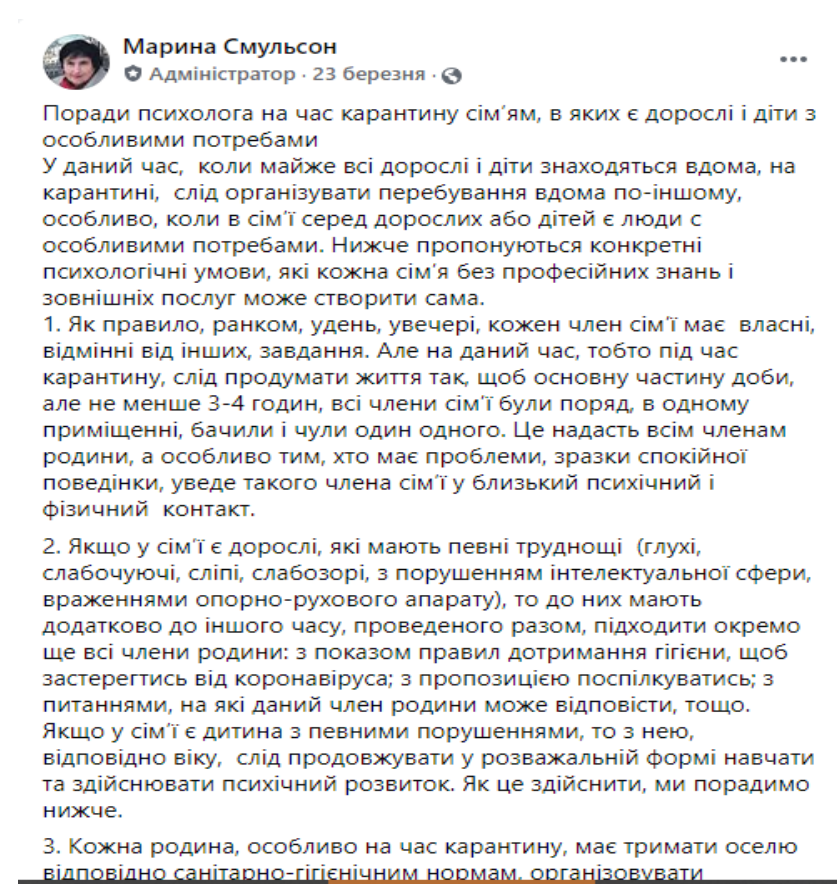 Марина Смульсон
Адміністратор · 23 березня ·
Поради психолога на час карантину сім’ям, в яких є дорослі і діти з
особливими потребами
У даний час, коли майже всі дорослі і діти знаходяться вдома, на
карантині, слід організувати перебування вдома по-іншому,
особливо, коли в сім’ї серед дорослих або дітей є люди с
особливими потребами. Нижче пропонуються конкретні
психологічні умови, які кожна сім’я без професійних знань і
зовнішніх послуг може створити сама.
1. Як правило, ранком, удень, увечері, кожен член сім’ї має власні,
відмінні від інших, завдання. Але на даний час, тобто під час
карантину, слід продумати життя так, щоб основну частину доби,
але не менше 3-4 годин, всі члени сім’ї були поряд, в одному
приміщенні, бачили і чули один одного. Це надасть всім членам
родини, а особливо тим, хто має проблеми, зразки спокійної
поведінки, уведе такого члена сім’ї у близький психічний і
фізичний контакт.
2. Якщо у сім’ї є дорослі, які мають певні труднощі (глухі,
слабочуючі, сліпі, слабозорі, з порушенням інтелектуальної сфери,
враженнями опорно-рухового апарату), то до них мають
додатково до іншого часу, проведеного разом, підходити окремо
ще всі члени родини: з показом правил дотримання гігієни, щоб
застерегтись від коронавіруса; з пропозицією поспілкуватись; з
питаннями, на які даний член родини може відповісти, тощо.
Якщо у сім’ї є дитина з певними порушеннями, то з нею,
відповідно віку, слід продовжувати у розважальній формі навчати
та здійснювати психічний розвиток. Як це здійснити, ми порадимо
нижче.
3. Кожна родина, особливо на час карантину, має тримати оселю
відповідно санітарно-гігієнічним нормам, організовувати